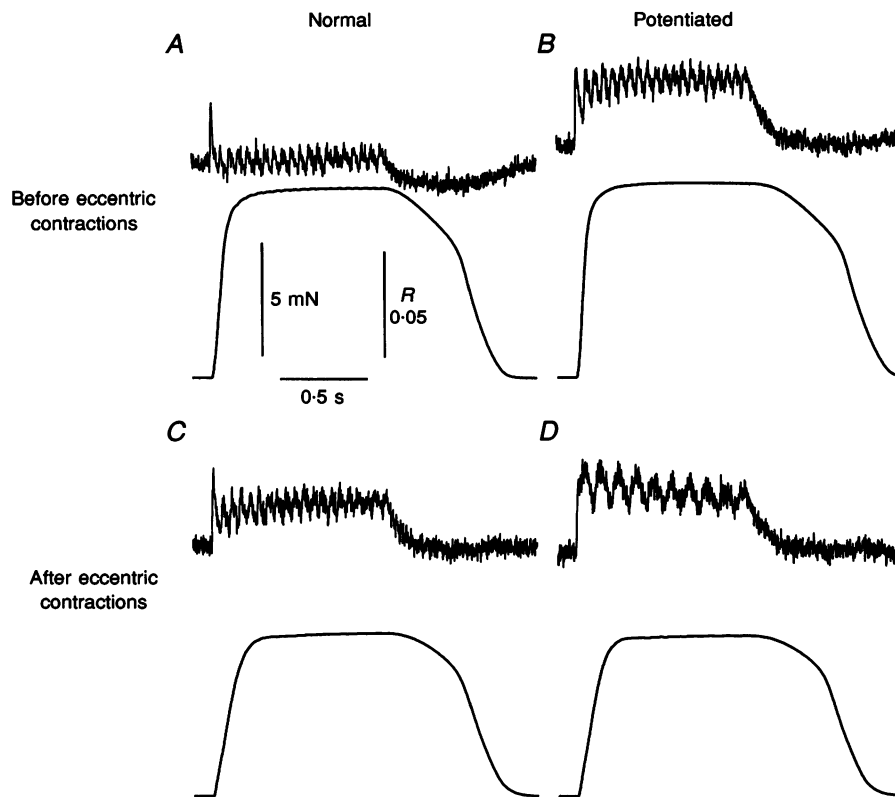 Normal
Potentiated
A
B
Before eccentric
contractions
5 mN
R
0·05
0·5 s
C
D
After eccentric
contractions